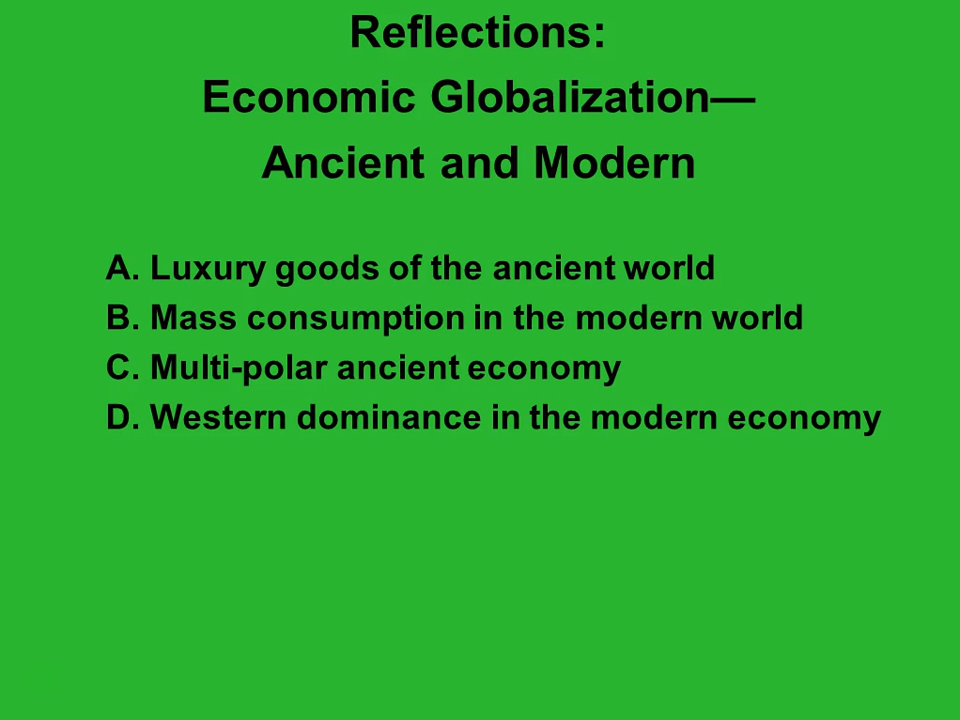 Reflections:
Economic Globalization—
Ancient and Modern
A. Luxury goods of the ancient world
B. Mass consumption in the modern world
C. Multi-polar ancient economy
D. Western dominance in the modern economy